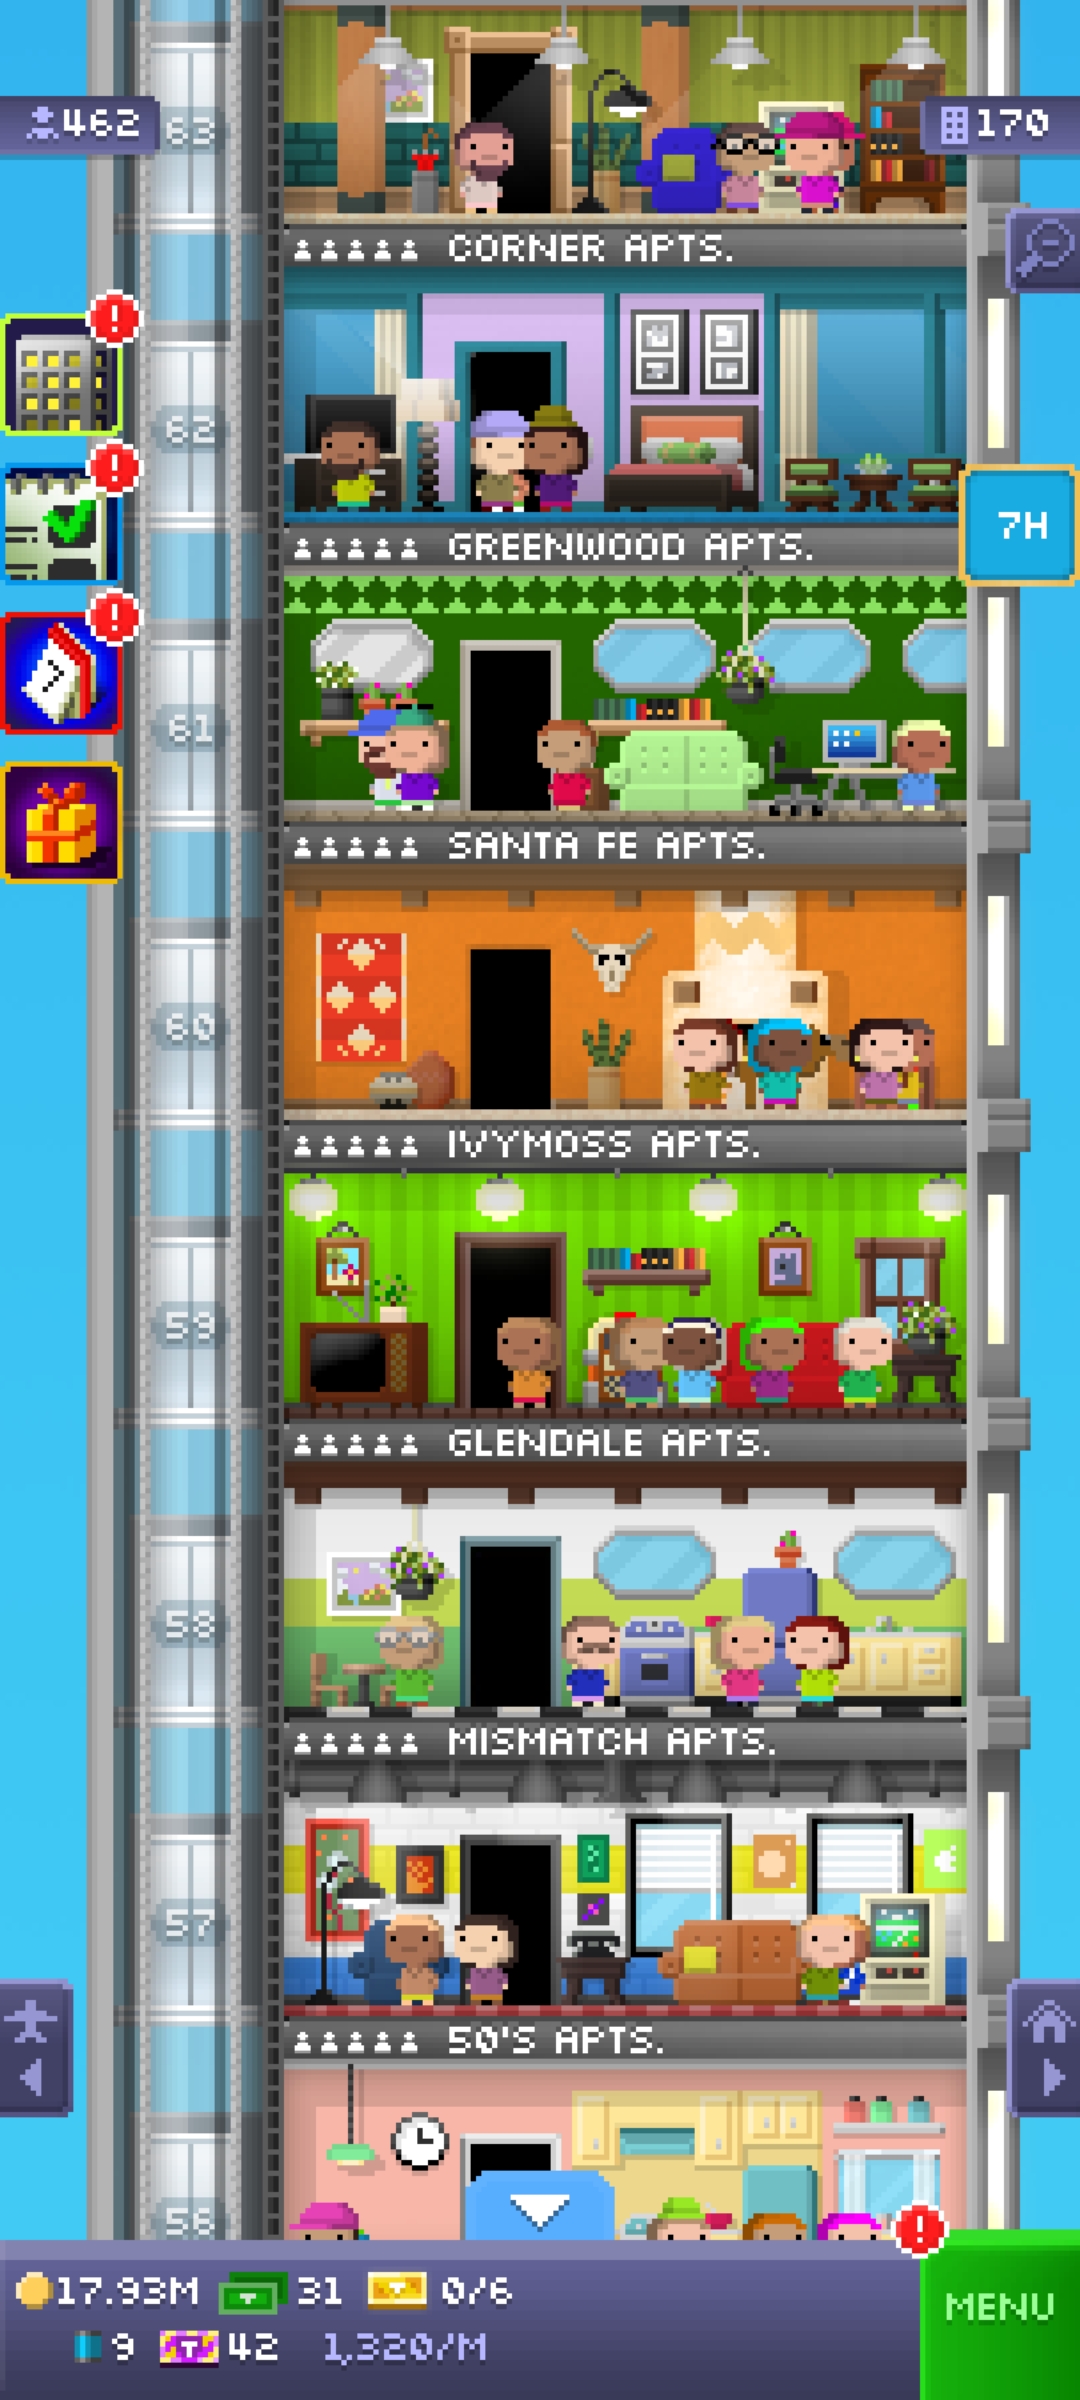 462
170
63
CORNER APTS.
62
GREENWOOD APTS.
7H
61
SANTA FE APTS.
7
60
IVYMOSS APTS.
59
GLENDALE APTS.
58
MISMATCH APTS.
57
50'S APTS.
56
17.93M 31 0/6
MENU
9 T 42 1,320/M